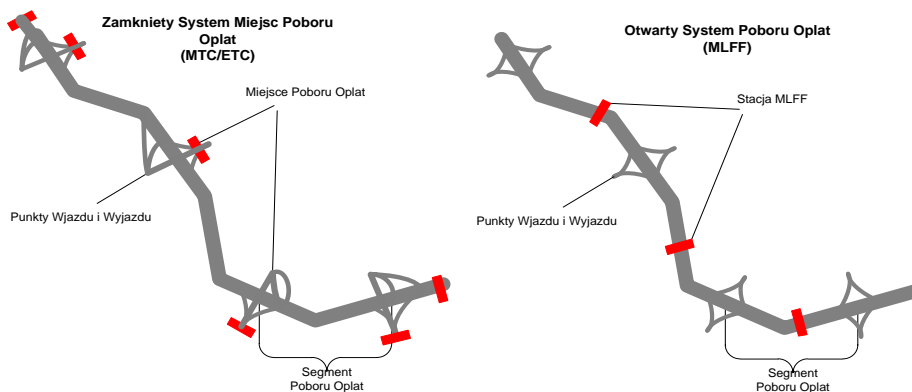 Zamkniety System Miejsc Poboru
Oplat
(MTC/ETC)
Miejsce Poboru Oplat
Punkty Wjazdu i Wyjazdu
Segment
Poboru Oplat
Otwarty System Poboru Oplat
(MLFF)
Stacja MLFF
Punkty Wjazdu i Wyjazdu
Segment
Poboru Oplat